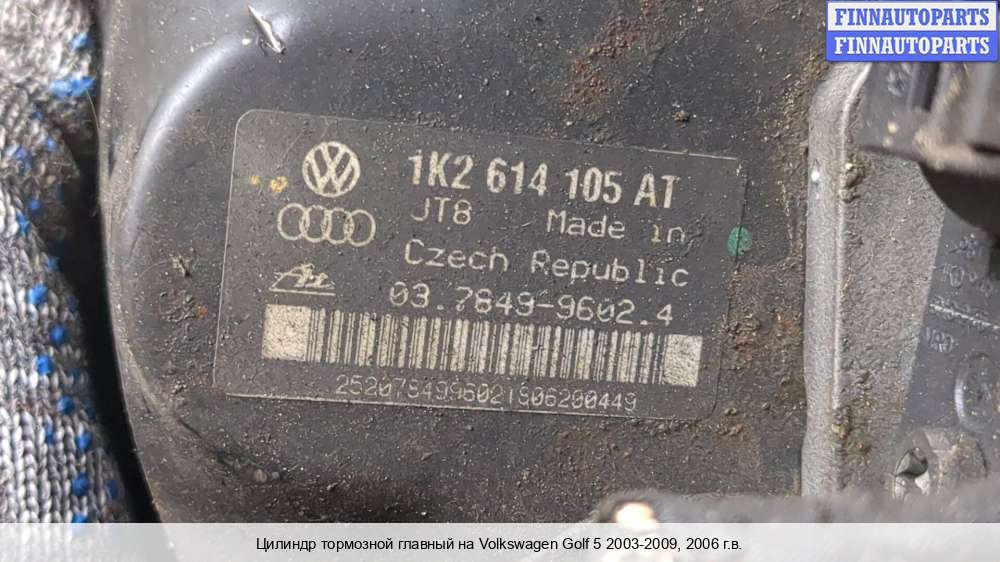 FINNAUTOPARTS
FINNAUTOPARTS
1K2 614 105 AT
JT8 Made in
Czech Republic
Ate
03.7849-9602.4
Цилиндр тормозной главный на Volkswagen Golf 5 2003-2009, 2006 г.в.